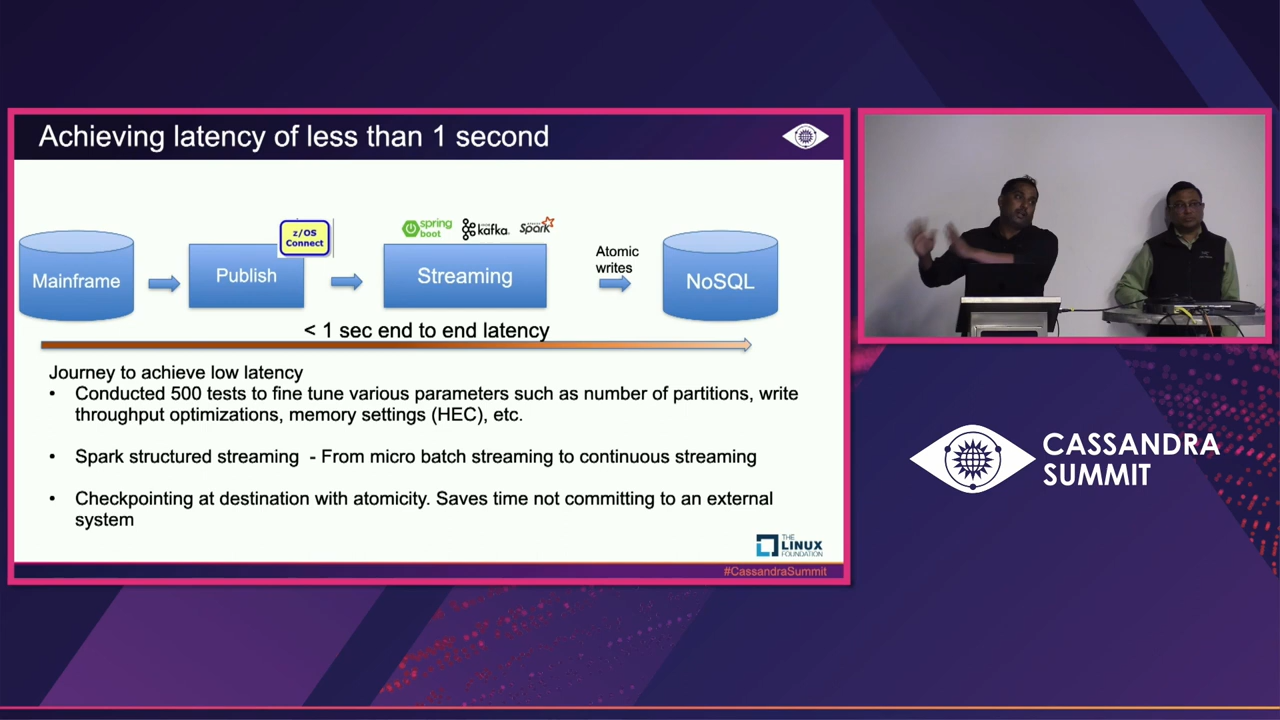 Achieving latency of less than 1 second
z/OS
Connect
spring
boot
kafka
Spark
Mainframe
Publish
Streaming
Atomic
writes
NoSQL
< 1 sec end to end latency
Journey to achieve low latency
• Conducted 500 tests to fine tune various parameters such as number of partitions, write
throughput optimizations, memory settings (HEC), etc.
• Spark structured streaming - From micro batch streaming to continuous streaming
• Checkpointing at destination with atomicity. Saves time not committing to an external
system
THE
LINUX
FOUNDATION
#CassandraSummit
CASSANDRA
SUMMIT